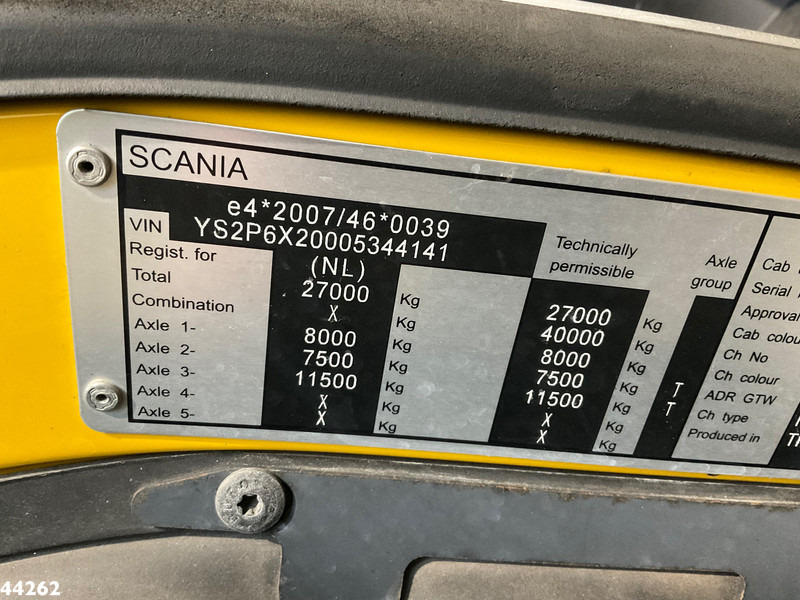 SCANIA
e4*2007/46*0039
VIN YS2P6X20005344141
Regist. for (NL) Technically permissible Axle group
Total 27000 Kg 27000 Kg
Combination X Kg 40000 Kg
Axle 1- 8000 Kg 8000 Kg
Axle 2- 7500 Kg 7500 Kg T
Axle 3- 11500 Kg 11500 Kg T
Axle 4- X Kg X Kg
Axle 5- X Kg X Kg
Cab
Serial
Approval
Cab colou
Ch No
Ch colour
ADR GTW
Ch type
Produced in
44262